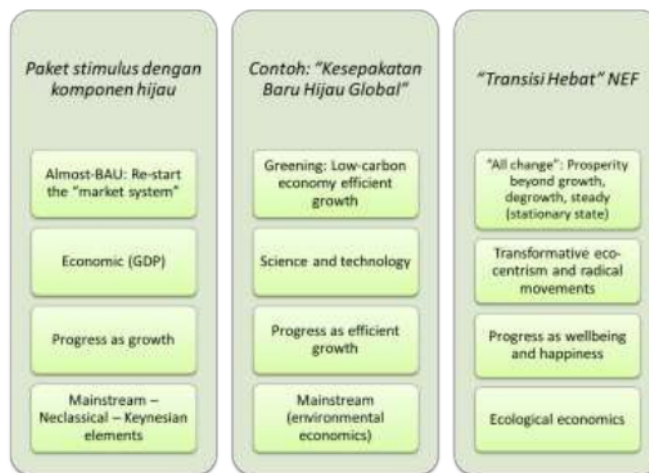 Paket stimulus dengan
komponen hijau
Almost-BAU: Re-start
the “market system”
Economic (GDP)
Progress as growth
Mainstream –
Neclassical – Keynesian
elements
Contoh: “Kesepakatan
Baru Hijau Global”
Greening: Low-carbon
economy efficient
growth
Science and technology
Progress as efficient
growth
Mainstream
(environmental
economics)
“Transisi Hebat” NEF
“All change”: Prosperity
beyond growth,
degrowth, steady
(stationary state)
Transformative eco-
centrism and radical
movements
Progress as wellbeing
and happiness
Ecological economics